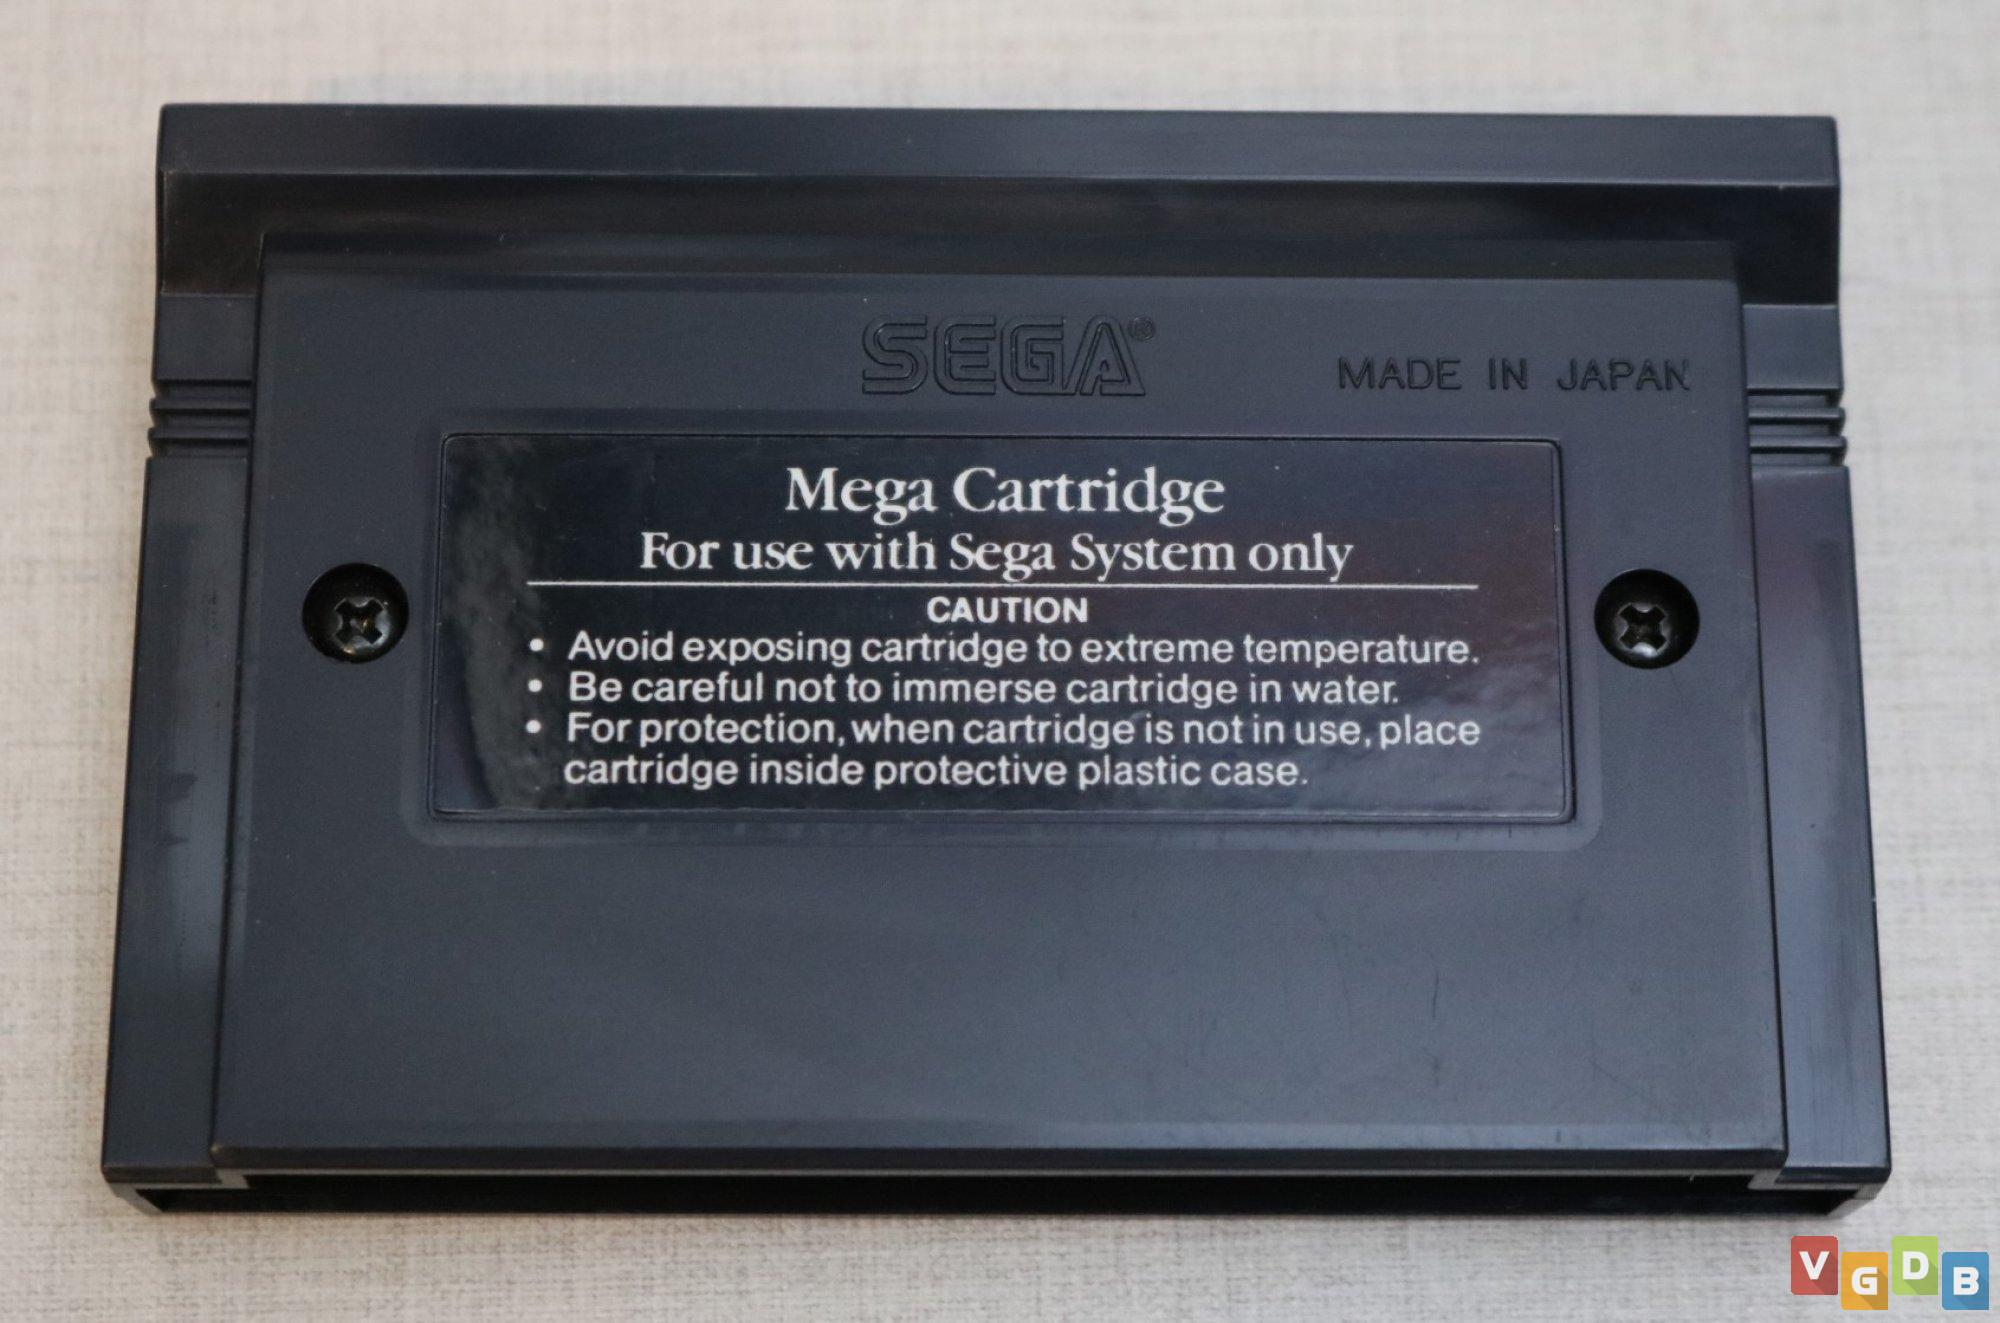 SEGA®
MADE IN JAPAN
Mega Cartridge
For use with Sega System only
CAUTION
• Avoid exposing cartridge to extreme temperature.
• Be careful not to immerse cartridge in water.
• For protection, when cartridge is not in use, place
cartridge inside protective plastic case.
VGDB